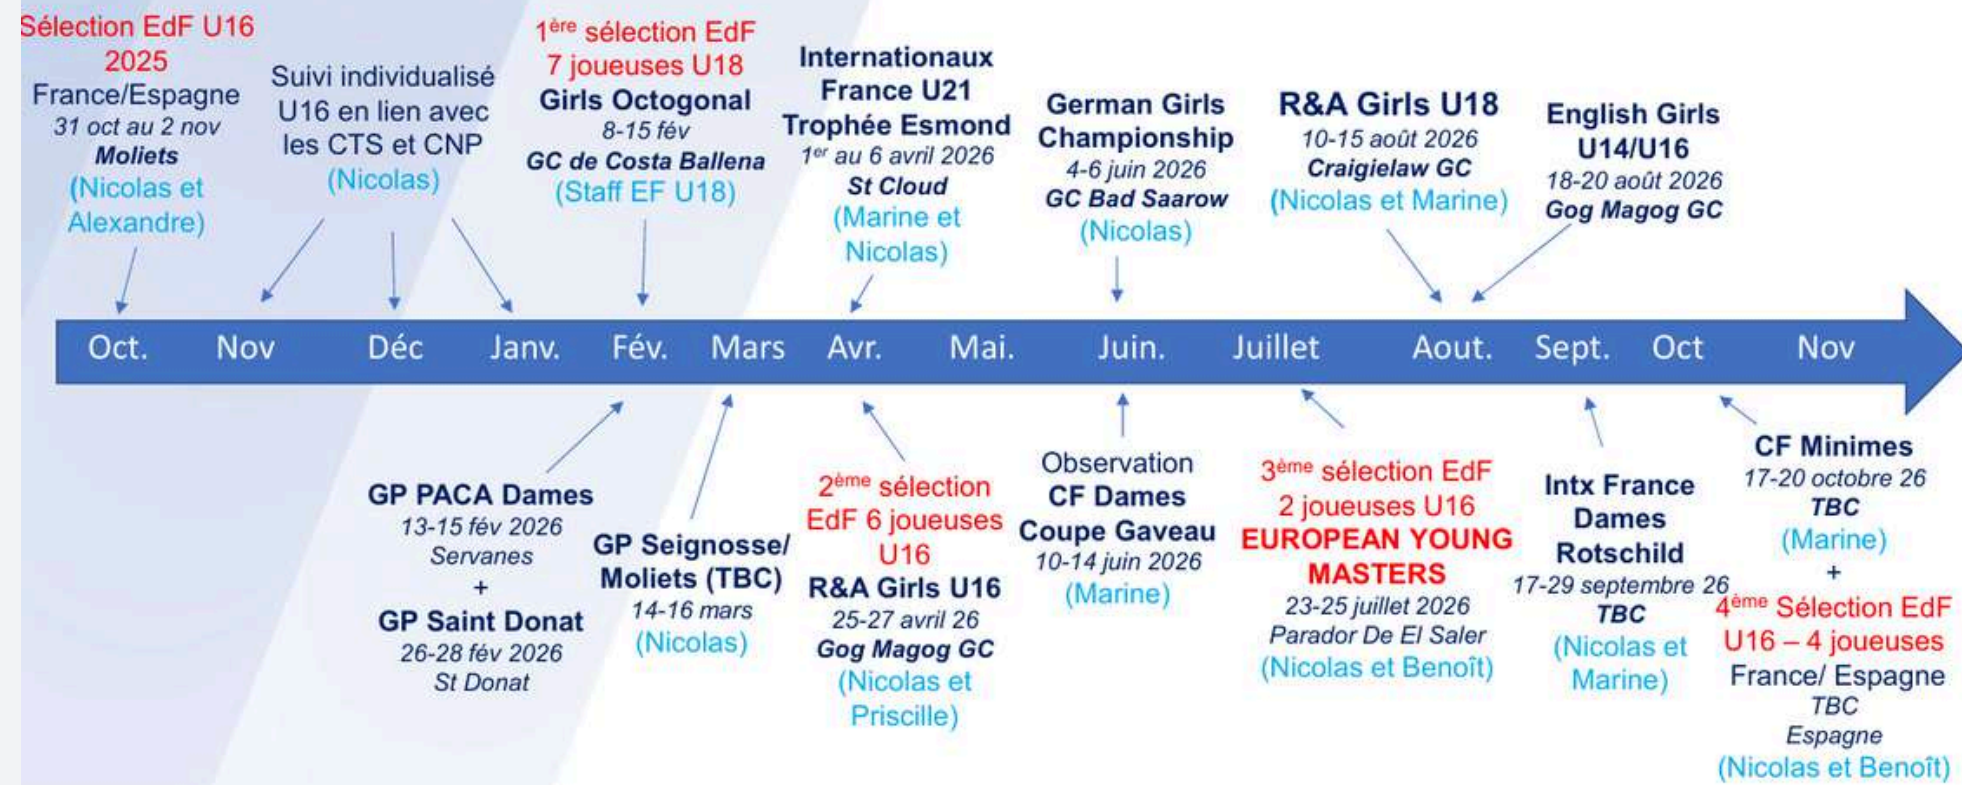 Sélection EdF U16
2025
France/Espagne
31 oct au 2 nov
Moliets
(Nicolas et
Alexandre)
Suivi individualisé
U16 en lien avec
les CTS et CNP
(Nicolas)
1ère sélection EdF
7 joueuses U18
Girls Octogonal
8-15 fév
GC de Costa Ballena
(Staff EF U18)
Internationaux
France U21
Trophée Esmond
1er au 6 avril 2026
St Cloud
(Marine et
Nicolas)
German Girls
Championship
4-6 juin 2026
GC Bad Saarow
(Nicolas)
R&A Girls U18
10-15 août 2026
Craigielaw GC
(Nicolas et Marine)
English Girls
U14/U16
18-20 août 2026
Gog Magog GC
Oct. Nov Déc Janv. Fév. Mars Avr. Mai. Juin. Juillet Aout. Sept. Oct Nov
GP PACA Dames
13-15 fév 2026
Servanes
+
GP Saint Donat
26-28 fév 2026
St Donat
GP Seignosse/
Moliets (TBC)
14-16 mars
(Nicolas)
2ème sélection
EdF 6 joueuses
U16
R&A Girls U16
25-27 avril 26
Gog Magog GC
(Nicolas et
Priscille)
Observation
CF Dames
Coupe Gaveau
10-14 juin 2026
(Marine)
3ème sélection EdF
2 joueuses U16
EUROPEAN YOUNG
MASTERS
23-25 juillet 2026
Parador De El Saler
(Nicolas et Benoît)
Intx France
Dames
Rotschild
17-29 septembre 26
TBC
(Nicolas et
Marine)
CF Minimes
17-20 octobre 26
TBC
(Marine)
+
4ème Sélection EdF
U16 – 4 joueuses
France/ Espagne
TBC
Espagne
(Nicolas et Benoît)